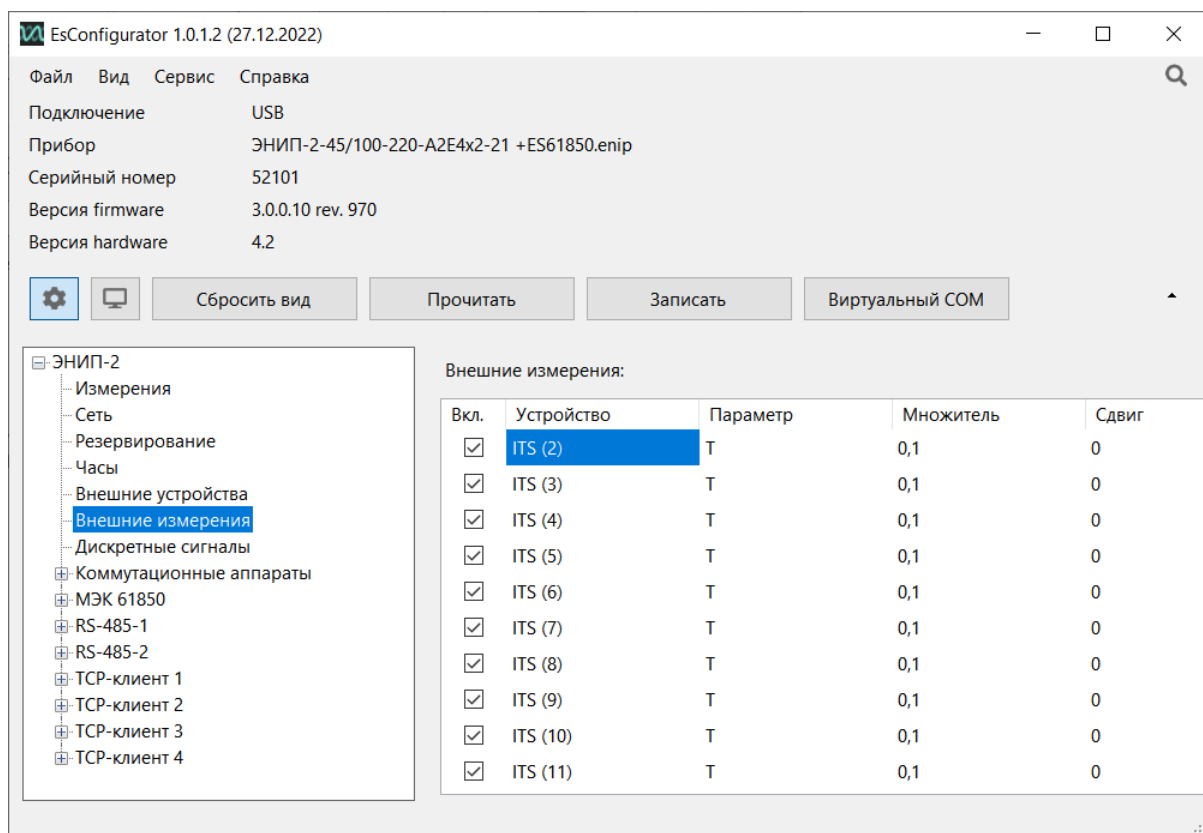 EsConfigurator 1.0.1.2 (27.12.2022)
Файл Вид Сервис Справка
Подключение USB
Прибор ЭНИП-2-45/100-220-A2E4x2-21 +ES61850.enip
Серийный номер 52101
Версия firmware 3.0.0.10 rev. 970
Версия hardware 4.2
Сбросить вид Прочитать Записать Виртуальный COM
ЭНИП-2
Измерения
Сеть
Резервирование
Часы
Внешние устройства
Внешние измерения
Дискретные сигналы
Коммутационные аппараты
МЭК 61850
RS-485-1
RS-485-2
TCP-клиент 1
TCP-клиент 2
TCP-клиент 3
TCP-клиент 4
Внешние измерения:
Вкл. Устройство Параметр Множитель Сдвиг
ITS (2) T 0,1 0
ITS (3) T 0,1 0
ITS (4) T 0,1 0
ITS (5) T 0,1 0
ITS (6) T 0,1 0
ITS (7) T 0,1 0
ITS (8) T 0,1 0
ITS (9) T 0,1 0
ITS (10) T 0,1 0
ITS (11) T 0,1 0